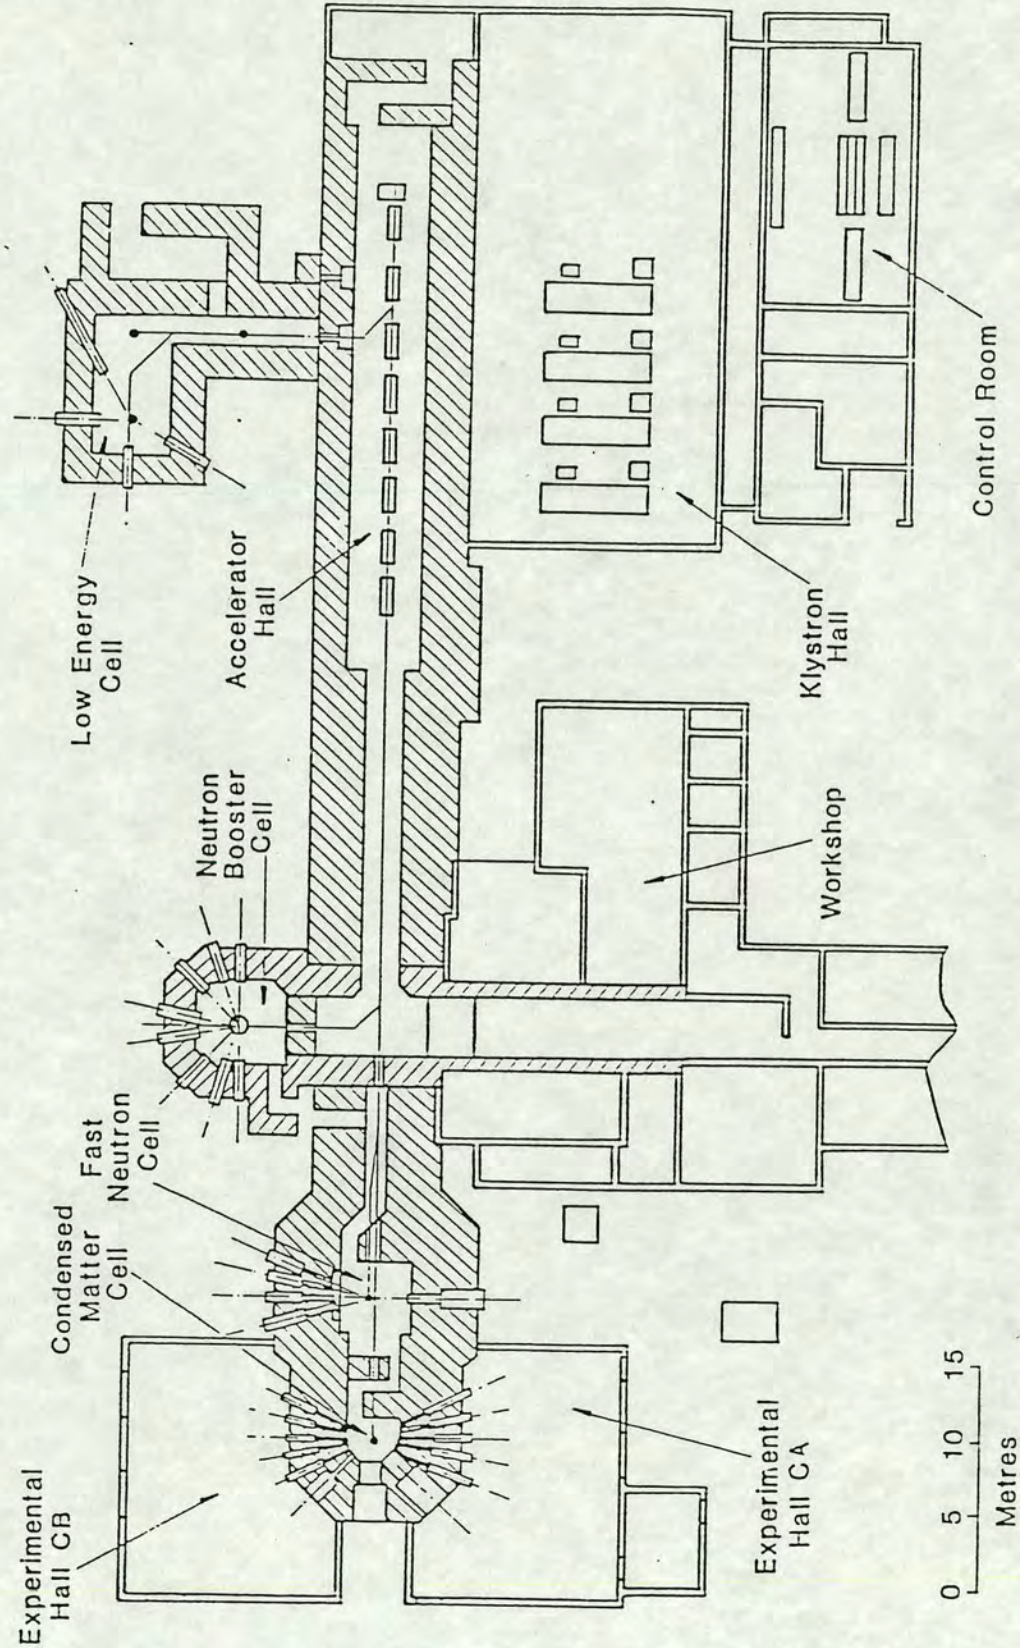 Experimental
Hall CB
Condensed
Matter
Cell
Fast
Neutron
Cell
Neutron
Booster
Cell
Low Energy
Cell
Accelerator
Hall
Experimental
Hall CA
Workshop
Klystron
Hall
Control Room
0 5 10 15
Metres